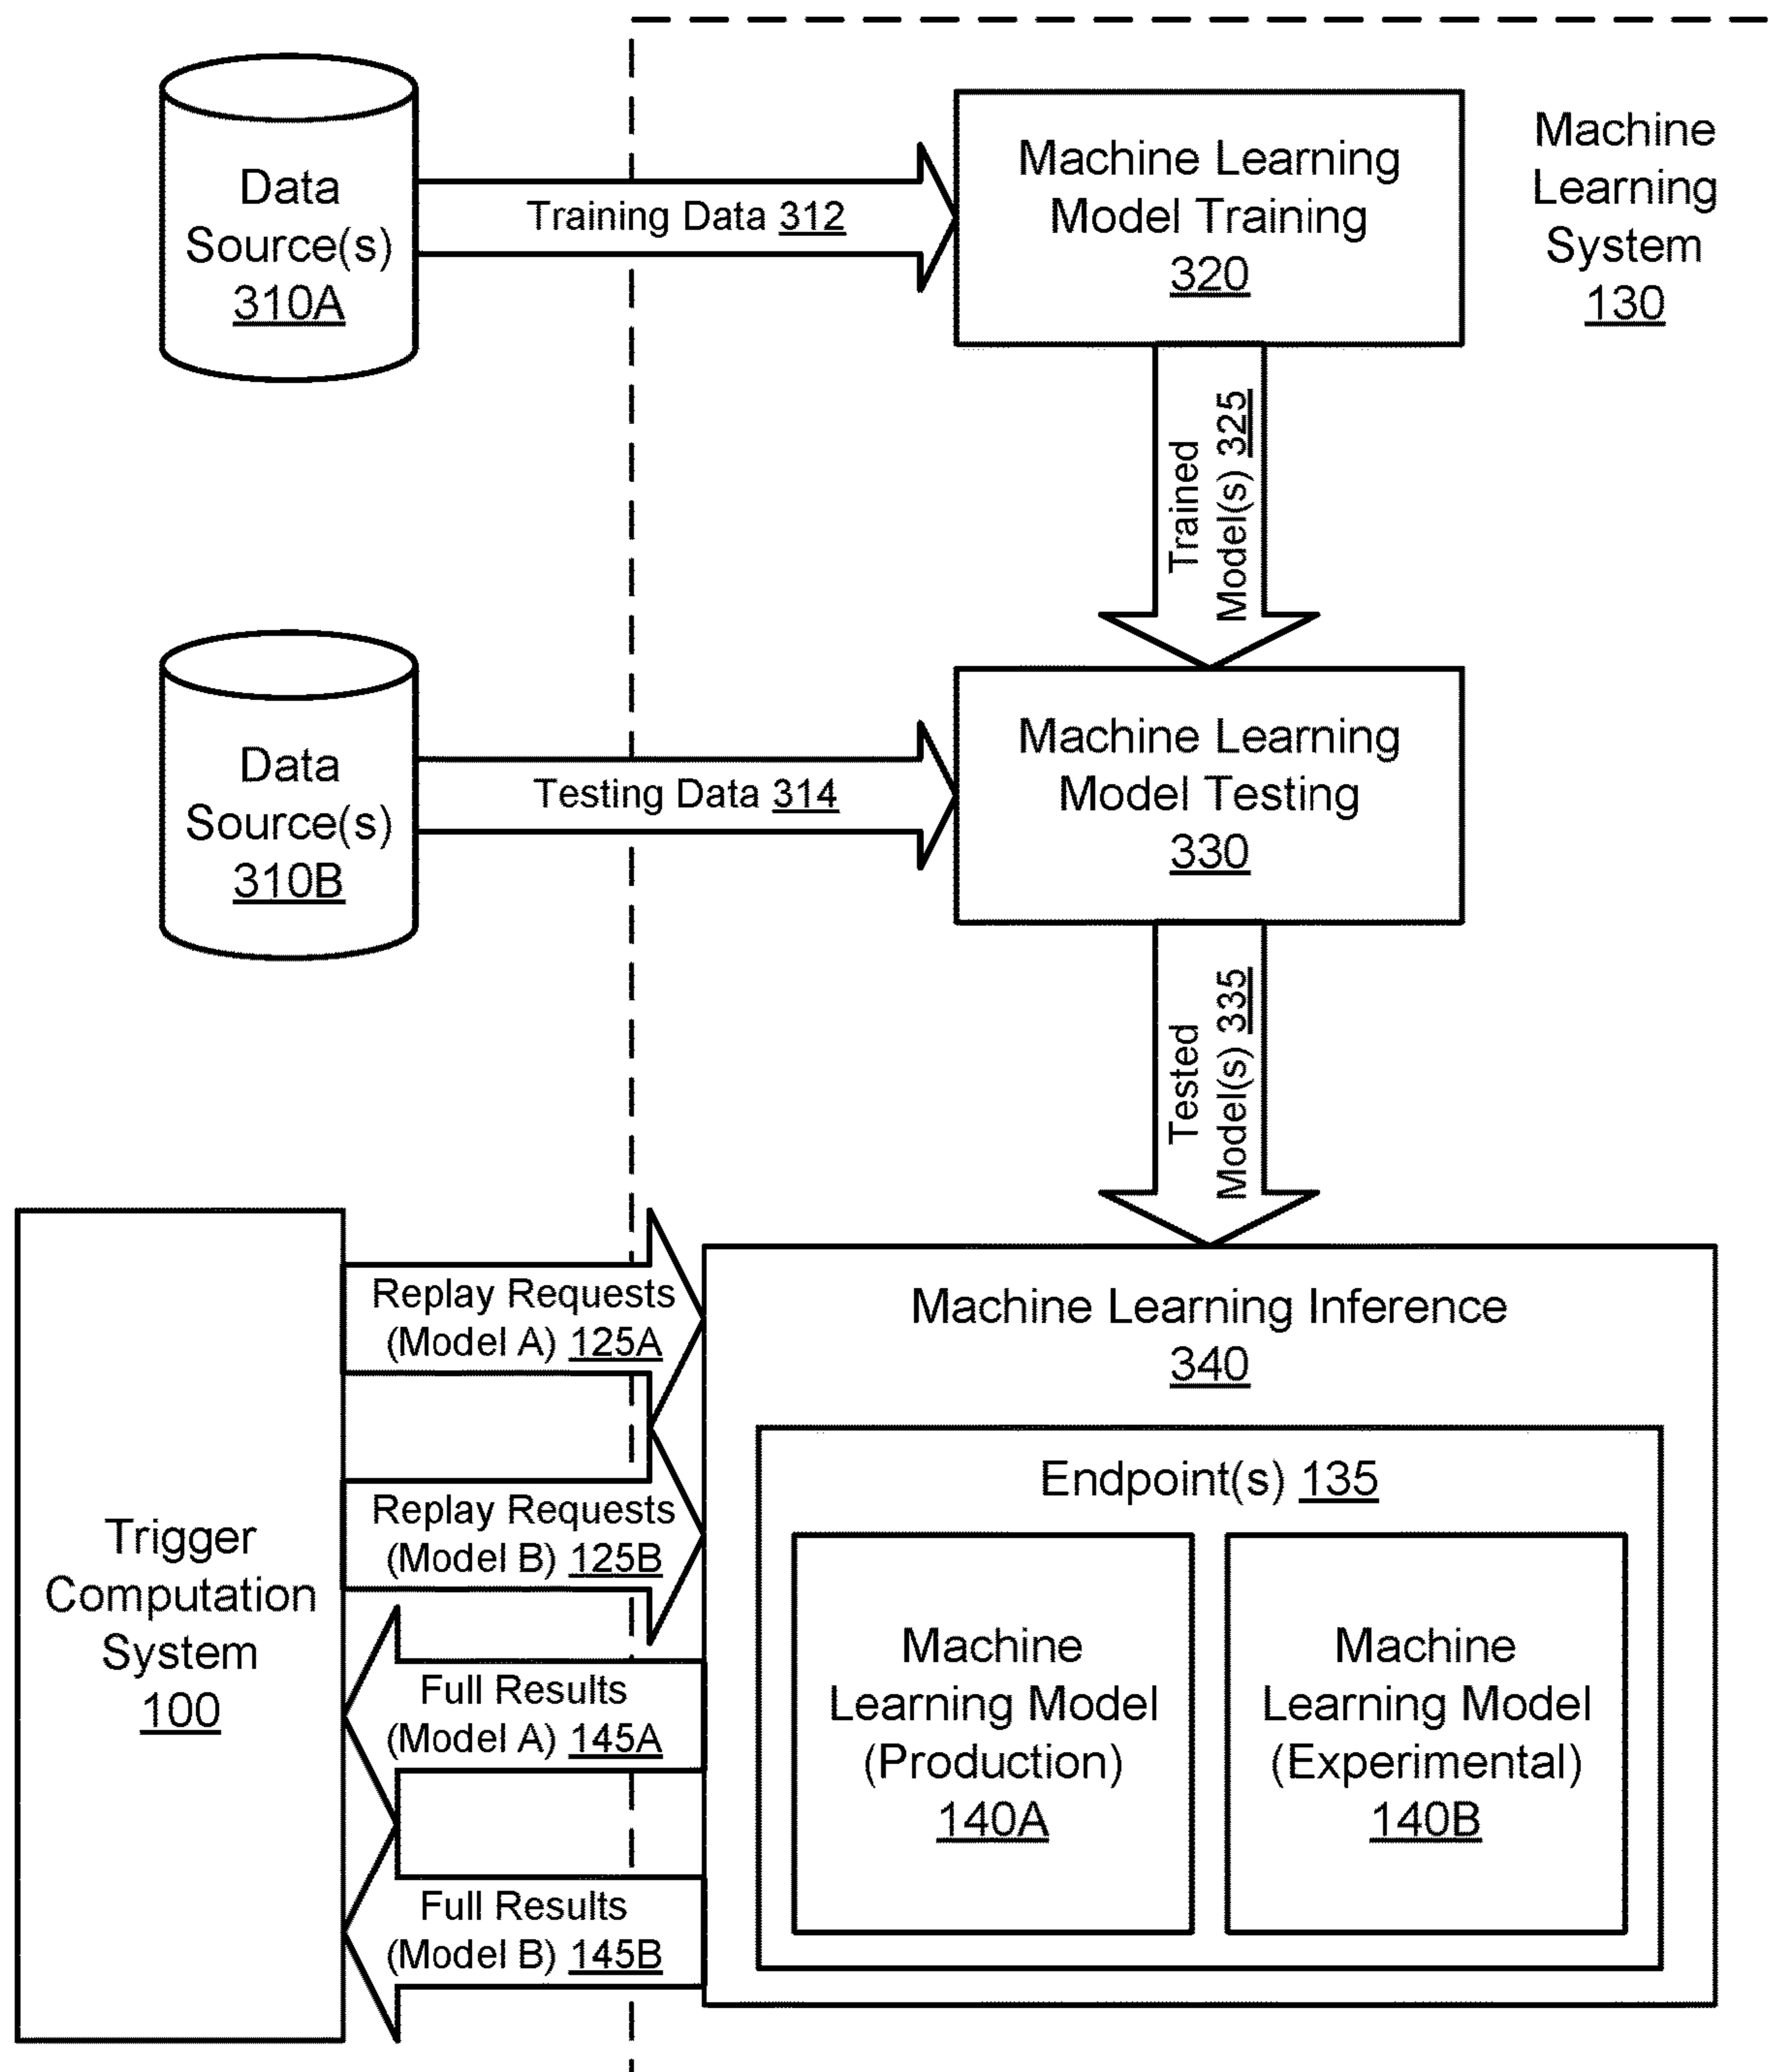 Data
Source(s)
310A
Training Data 312
Machine Learning
Model Training
320
Machine
Learning
System
130
Trained
Model(s) 325
Data
Source(s)
310B
Testing Data 314
Machine Learning
Model Testing
330
Tested
Model(s) 335
Trigger
Computation
System
100
Replay Requests
(Model A) 125A
Replay Requests
(Model B) 125B
Full Results
(Model A) 145A
Full Results
(Model B) 145B
Machine Learning Inference
340
Endpoint(s) 135
Machine
Learning Model
(Production)
140A
Machine
Learning Model
(Experimental)
140B